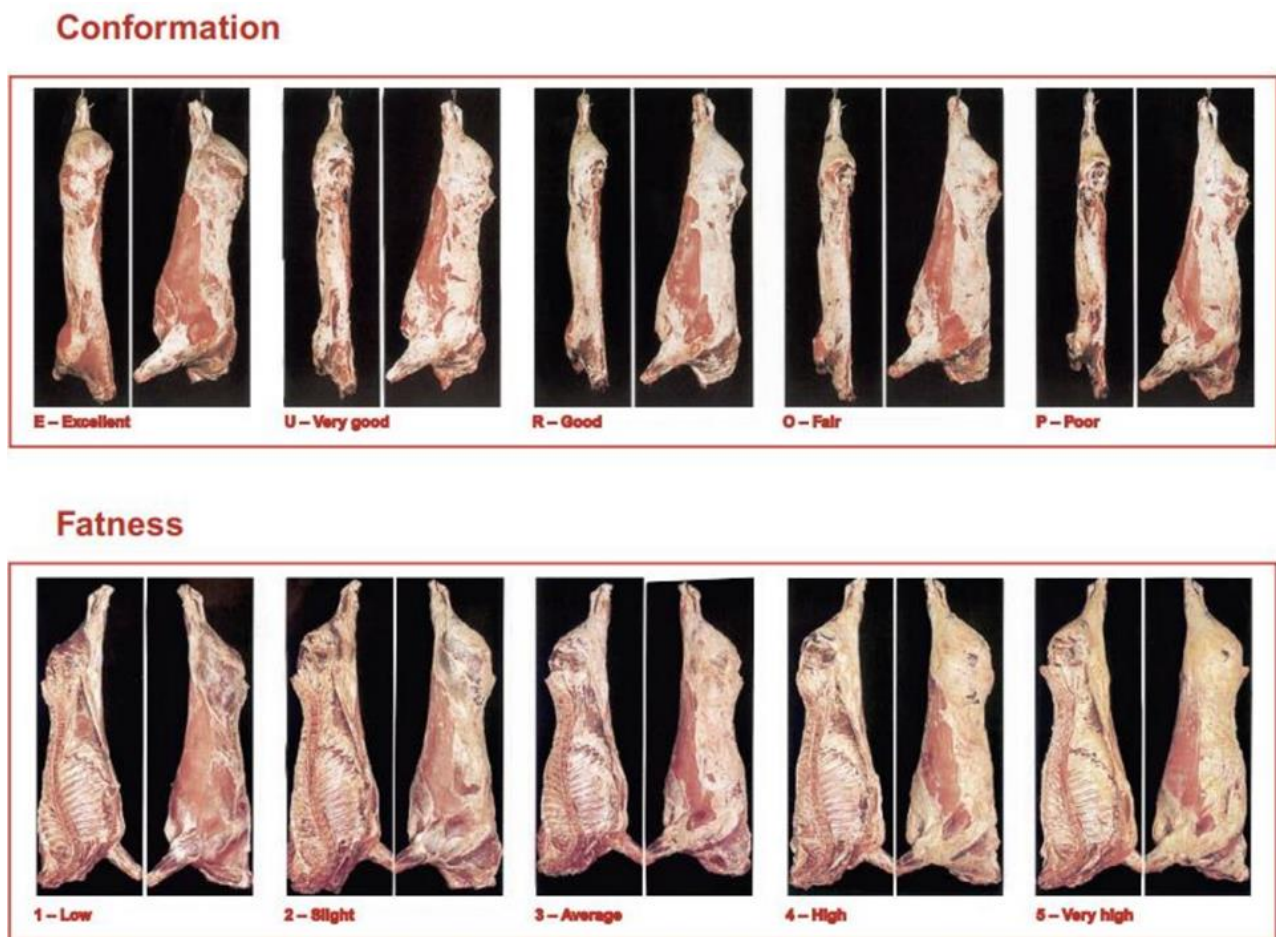 Conformation
E – Excellent
U – Very good
R – Good
O – Fair
P – Poor
Fatness
1 – Low
2 – Slight
3 – Average
4 – High
5 – Very high